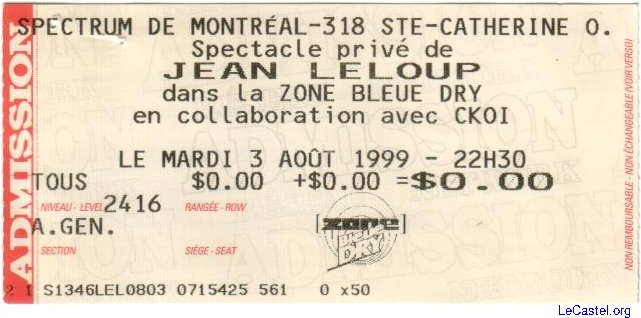 SPECTRUM DE MONTRÉAL-318 STE-CATHERINE O.
Spectacle privé de
JEAN LELOUP
dans la ZONE BLEUE DRY
en collaboration avec CKOI
LE MARDI 3 AOÛT 1999 - 22H30
TOUS $0.00 +$0.00 =$0.00
NIVEAU - LEVEL 2416 RANGÉE - ROW
A.GEN.
SECTION SIÈGE - SEAT
[zone]
DRY
2 1 S1346LEL0803 0715425 561 0 x50
ADMISSION
NON REMBOURSABLE - NON ÉCHANGEABLE (VOIR VERSO)
LeCastel.org